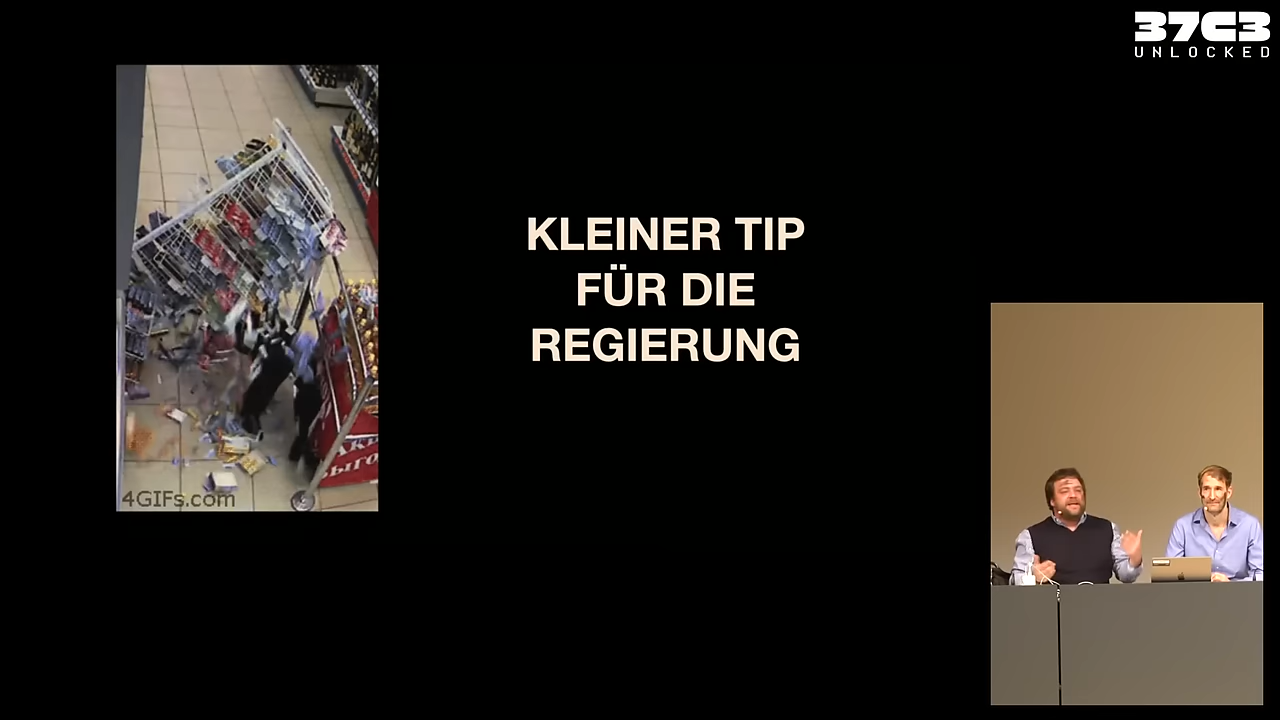 37C3
UNLOCKED
KLEINER TIP
FÜR DIE
REGIERUNG
4GIFs.com